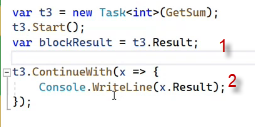 var t3 = new Task<int>(GetSum);
t3.Start();
var blockResult = t3.Result; 1
t3.ContinueWith(x => {
Console.WriteLine(x.Result); 2
});